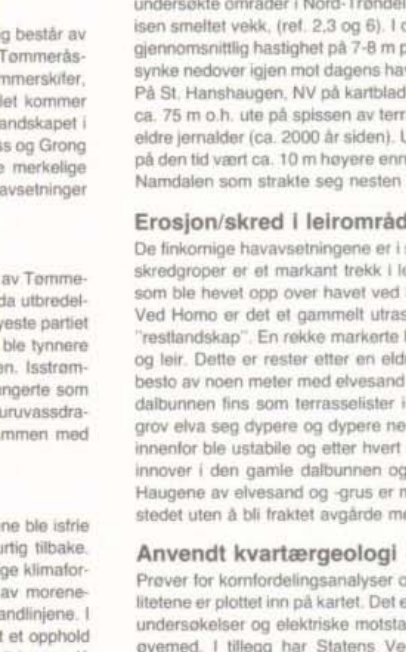 g består av
Tømmerås-
mmerskifer,
let kommer
andskapet i
ss og Grong
e merkelige
avsetninger
av Tømme-
da utbredel-
yeste partiet
ble tynnere
en. Isstrøm-
ngerte som
uruvassdra-
ammen med
ne ble isfrie
urtig tilbake.
ge klimafor-
av morene-
andlinjene. I
t et opphold
undersøkte områder i Nord-Trøndel
isen smeltet vekk, (ref. 2,3 og 6). I
gjennomsnittlig hastighet på 7-8 m p
synke nedover igjen mot dagens hav
På St. Hanshaugen, NV på kartblad
ca. 75 m o.h. ute på spissen av terr
eldre jernalder (ca. 2000 år siden). U
på den tid vært ca. 10 m høyere enn
Namdalen som strakte seg nesten
Erosjon/skred i leirområd
De finkornige havavsetningene er i s
skredgroper er et markant trekk i le
som ble hevet opp over havet ved
Ved Homo er det et gammelt utras
"restlandskap". En rekke markerte
og leir. Dette er rester etter en eld
besto av noen meter med elvesand
dalbunnen fins som terrasselister i
grov elva seg dypere og dypere ne
innenfor ble ustabile og etter hvert
innover i den gamle dalbunnen og
Haugene av elvesand og -grus er m
stedet uten å bli fraktet avgårde me
Anvendt kvartærgeologi
Prøver for kornfordelingsanalyser o
litetene er plottet inn på kartet. Det e
undersøkelser og elektriske motsta
øvemed. I tillegg har Statens Ve